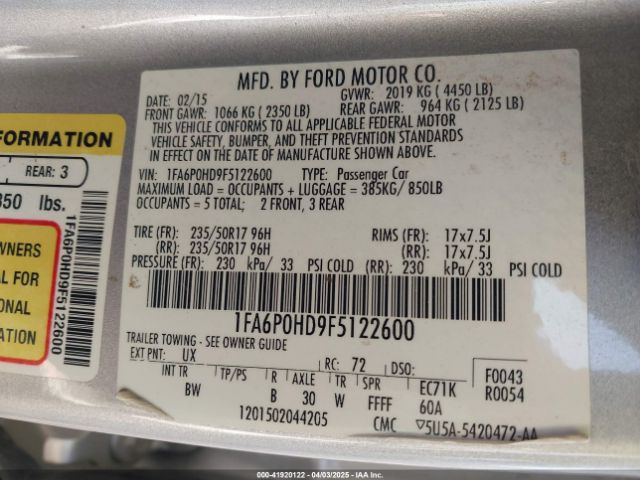 MFD. BY FORD MOTOR CO.
DATE: 02/15 GVWR: 2019 KG ( 4450 LB)
FRONT GAWR: 1066 KG ( 2350 LB) REAR GAWR: 964 KG ( 2125 LB)
THIS VEHICLE CONFORMS TO ALL APPLICABLE FEDERAL MOTOR
VEHICLE SAFETY, BUMPER, AND THEFT PREVENTION STANDARDS
IN EFFECT ON THE DATE OF MANUFACTURE SHOWN ABOVE.
VIN: 1FA6P0HD9F5122600 TYPE: Passenger Car
MAXIMUM LOAD = OCCUPANTS + LUGGAGE = 385KG/ 850LB
OCCUPANTS = 5 TOTAL; 2 FRONT, 3 REAR
TIRE (FR): 235/50R17 96H RIMS (FR): 17x7.5J
(RR): 235/50R17 96H (RR): 17x7.5J
PRESSURE (FR): 230 kPa/ 33 PSI COLD (RR): 230 kPa/ 33 PSI COLD
1FA6P0HD9F5122600
TRAILER TOWING - SEE OWNER GUIDE
EXT PNT: UX RC: 72 DSO:
F0043
R0054
INT TR TP/PS R AXLE TR SPR EC71K
BW B 30 W FFFF 60A
1201502044205 CMC ▽5U5A-5420472-AA
FORMATION
REAR: 3
850 lbs.
OWNERS
AL FOR
ONAL
1FA6P0HD9F5122600
000-41920122 - 04/03/2025 - IAAI.COM